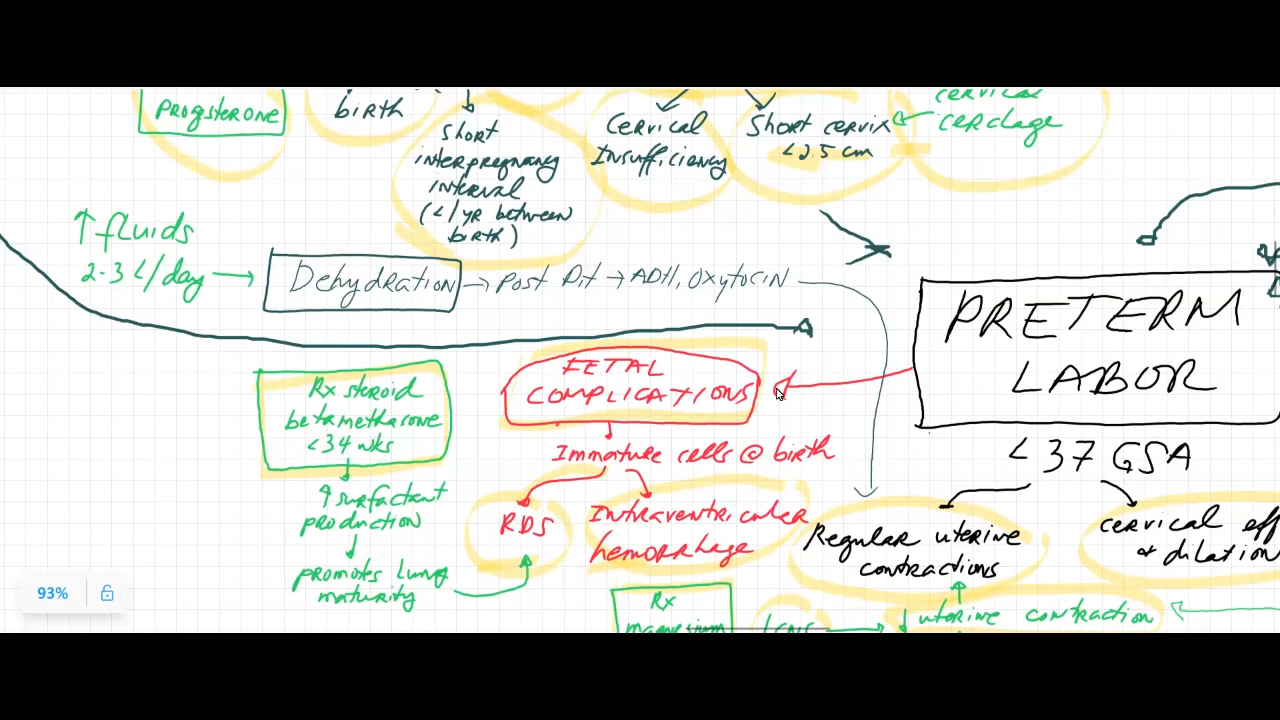 PROGSTERONE
birth
Short
interpregnancy
interval
(<1 yr between
birth)
Cervical
Insufficiency
Short cervix
<2.5 cm
cervical
cerclage
↑ fluids
2-3 L/day →
Dehydration → Post Pit → ADH, Oxytocin
PRETERM
LABOR
<37 GSA
FETAL
COMPLICATIONS
Immature cells @ birth
RDS
Intraventricular
hemorrhage
Rx steroid
betamethasone
<34 wks
↑ surfactant
production
promotes lung
maturity
Regular uterine
contractions
cervical eff
or dilation
↓ uterine contraction
Rx
magnesium
93%